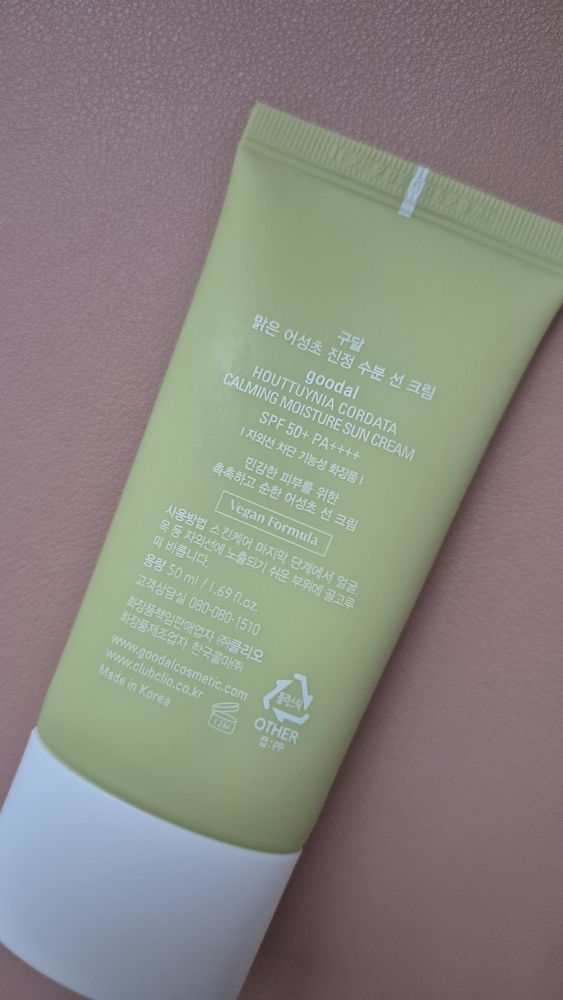 구달
맑은 어성초 진정 수분 선 크림
goodal
HOUTTUYNIA CORDATA
CALMING MOISTURE SUN CREAM
SPF 50+ PA++++
| 자외선 차단 기능성 화장품 |
민감한 피부를 위한
촉촉하고 순한 어성초 선 크림
Vegan Formula
사용방법 스킨케어 마지막 단계에서 얼굴,
목 등 자외선에 노출되기 쉬운 부위에 골고루
펴 바릅니다.
용량 50 ml / 1.69 fl.oz.
고객상담실 080-080-1510
화장품책임판매업자 ㈜클리오
화장품제조업자 한국콜마㈜
www.goodalcosmetic.com
www.clubclio.co.kr
Made in Korea
12M
플라스틱
OTHER
캡:PP